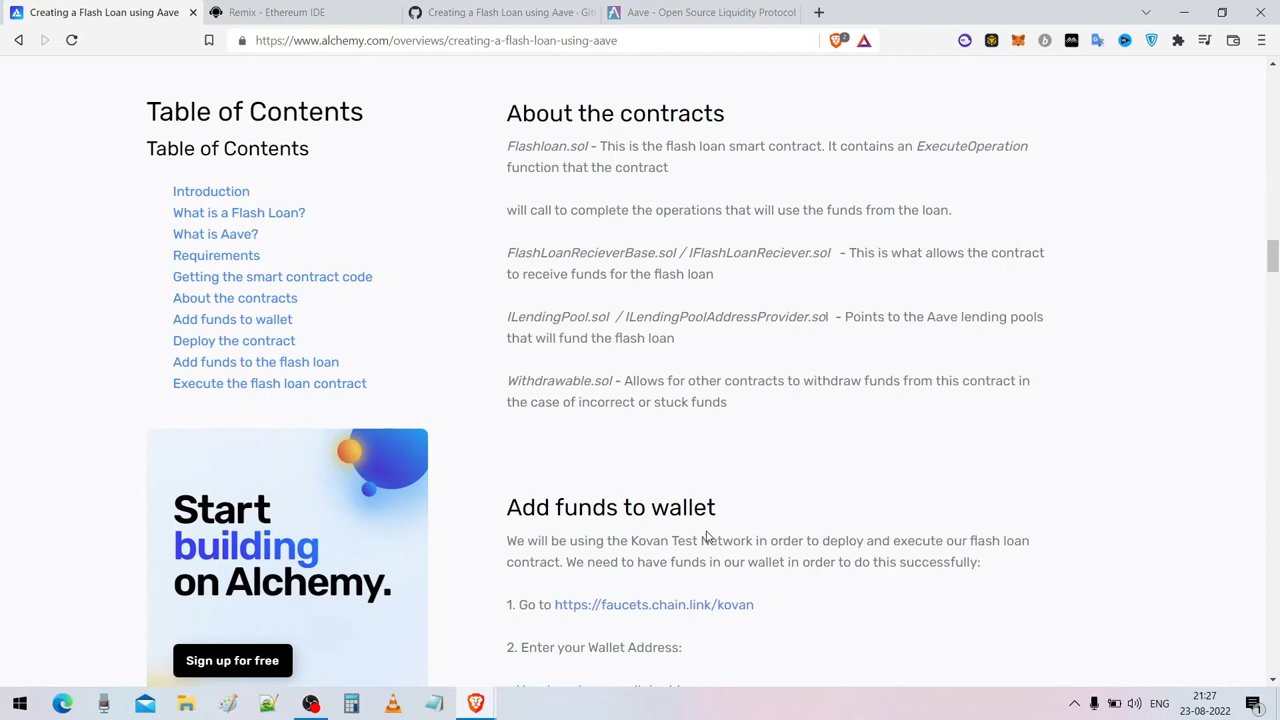 Creating a Flash Loan using Aave
Remix - Ethereum IDE
Creating a Flash Loan using Aave · Git
Aave - Open Source Liquidity Protocol
https://www.alchemy.com/overviews/creating-a-flash-loan-using-aave
2
Table of Contents
Table of Contents
Introduction
What is a Flash Loan?
What is Aave?
Requirements
Getting the smart contract code
About the contracts
Add funds to wallet
Deploy the contract
Add funds to the flash loan
Execute the flash loan contract
Start
building
on Alchemy.
Sign up for free
About the contracts
Flashloan.sol - This is the flash loan smart contract. It contains an ExecuteOperation
function that the contract
will call to complete the operations that will use the funds from the loan.
FlashLoanRecieverBase.sol / IFlashLoanReciever.sol - This is what allows the contract
to receive funds for the flash loan
ILendingPool.sol / ILendingPoolAddressProvider.sol - Points to the Aave lending pools
that will fund the flash loan
Withdrawable.sol - Allows for other contracts to withdraw funds from this contract in
the case of incorrect or stuck funds
Add funds to wallet
We will be using the Kovan Test Network in order to deploy and execute our flash loan
contract. We need to have funds in our wallet in order to do this successfully:
1. Go to https://faucets.chain.link/kovan
2. Enter your Wallet Address:
21:27
23-08-2022
1